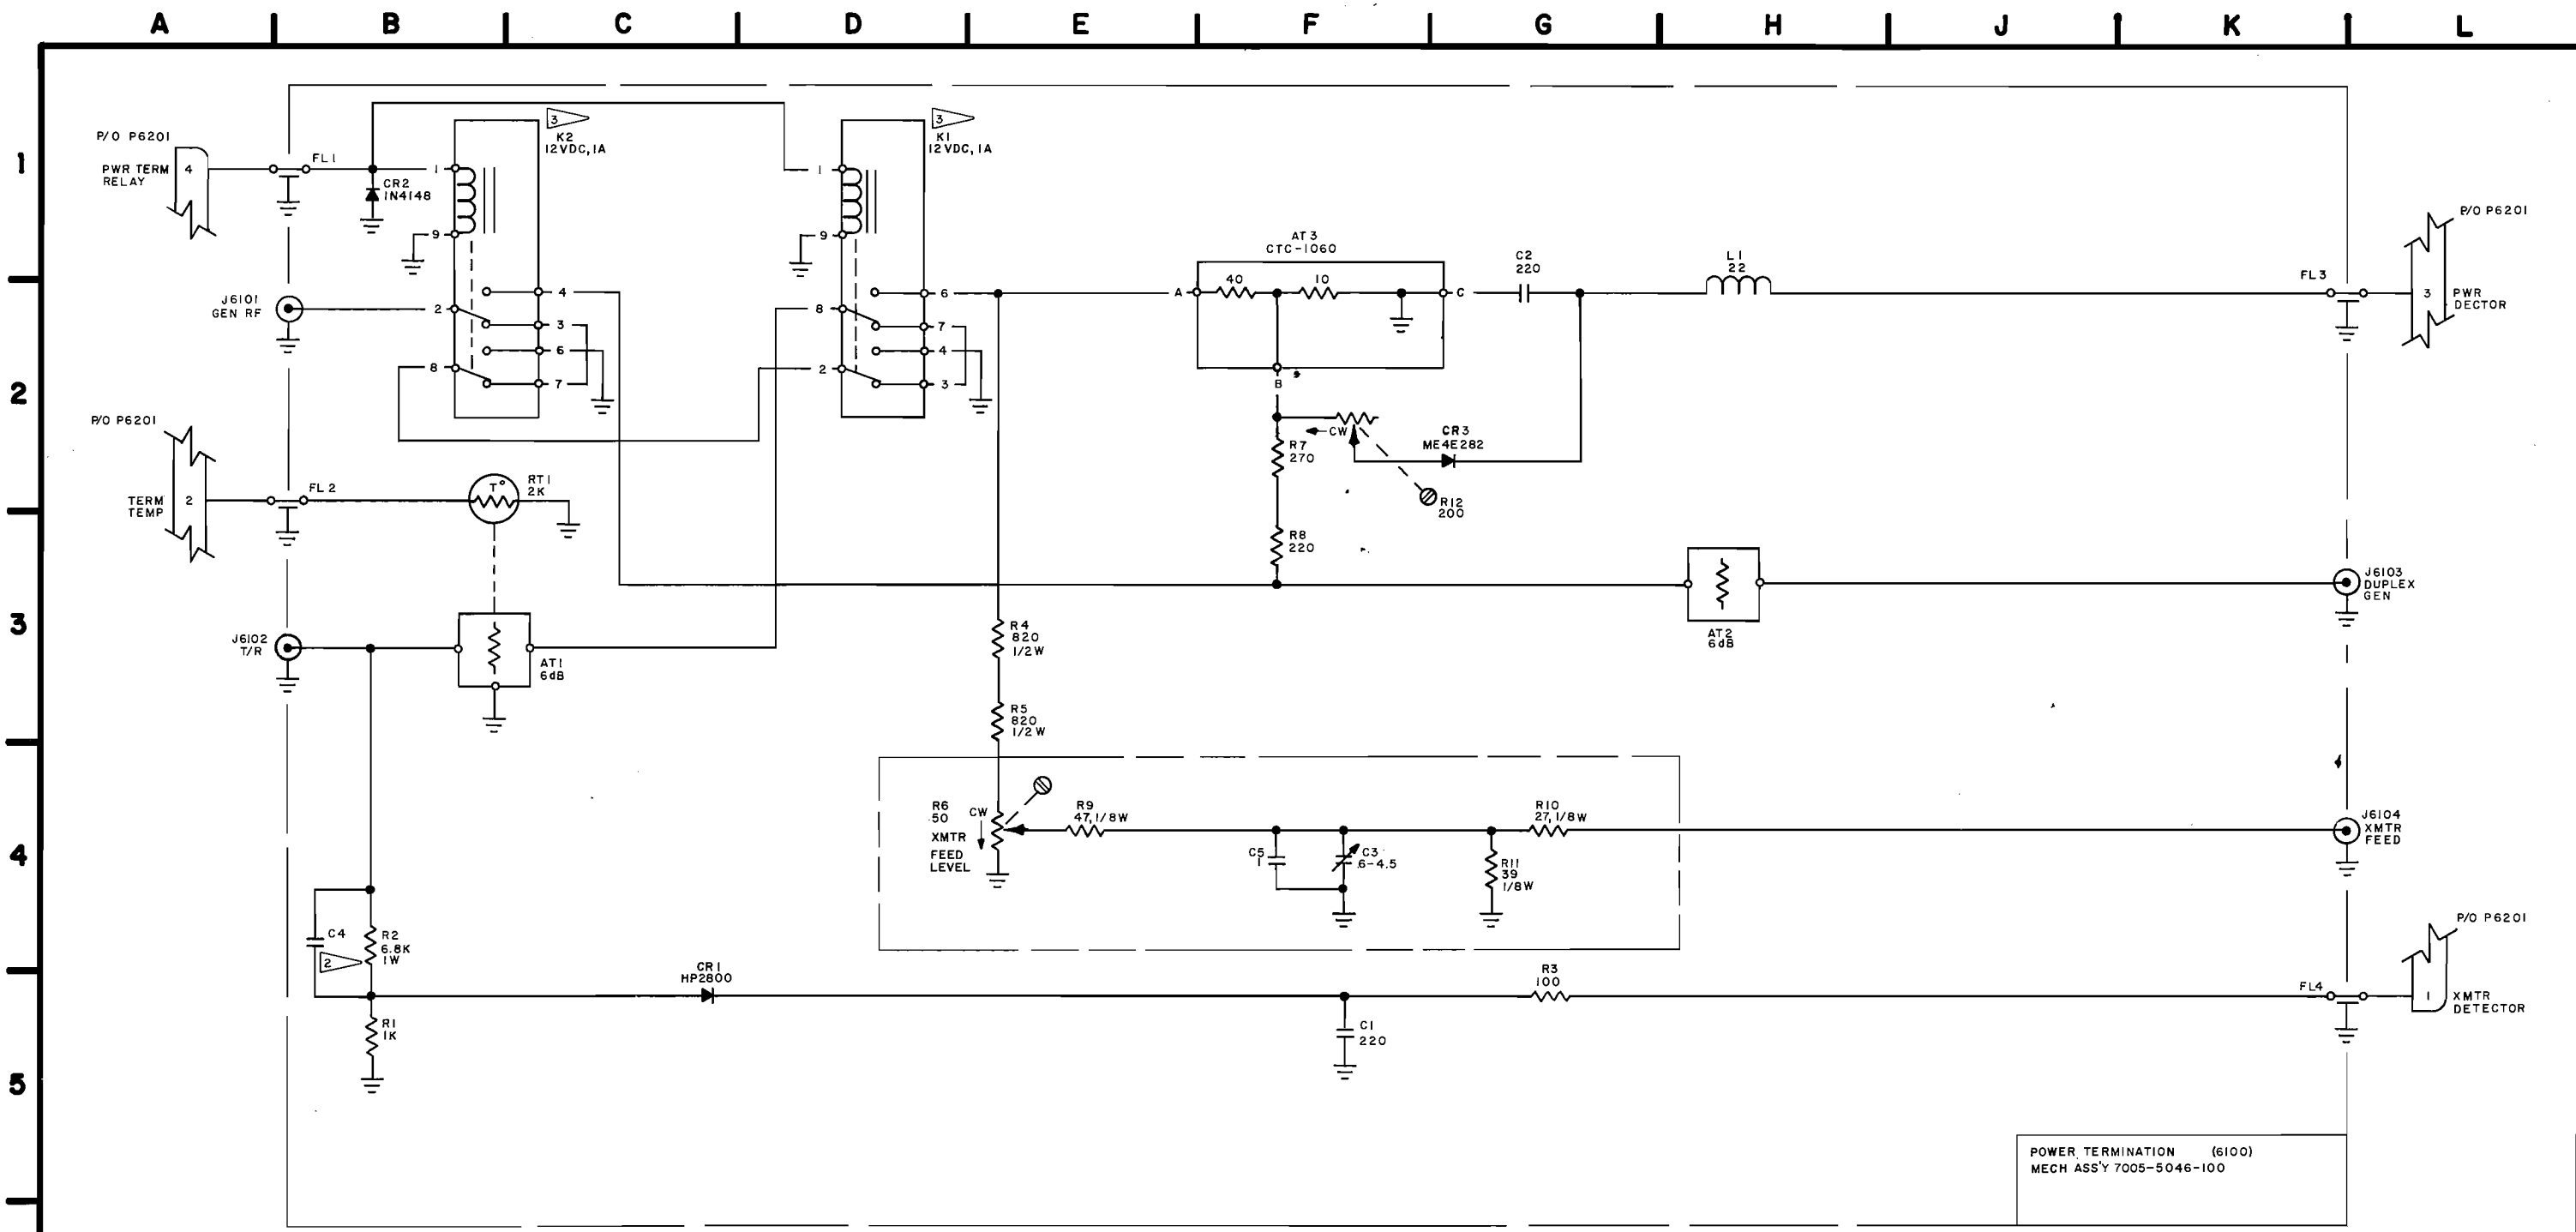 A B C D E F G H J K L
1
2
3
4
5
P/O P6201
PWR TERM
RELAY
4
FL1
CR2
1N4148
1
9
3
K2
12VDC,1A
2
8
4
3
6
7
1
9
3
K1
12VDC,1A
8
2
6
7
4
3
J6101
GEN RF
AT3
CTC-1060
A
40
10
C
B
C2
220
L1
22
FL3
P/O P6201
3
PWR
DECTOR
P/O P6201
TERM
TEMP
2
FL2
T°
RT1
2K
R7
270
CW
CR3
ME4E282
R12
200
R8
220
J6102
T/R
AT1
6dB
R4
820
1/2W
R5
820
1/2W
AT2
6dB
J6103
DUPLEX
GEN
R6
50
XMTR
FEED
LEVEL
CW
R9
47,1/8W
C5
1
C3
.6-4.5
R10
27,1/8W
R11
39
1/8W
J6104
XMTR
FEED
C4
2
R2
6.8K
1W
R1
1K
CR1
HP2800
C1
220
R3
100
FL4
P/O P6201
1
XMTR
DETECTOR
POWER TERMINATION (6100)
MECH ASS'Y 7005-5046-100